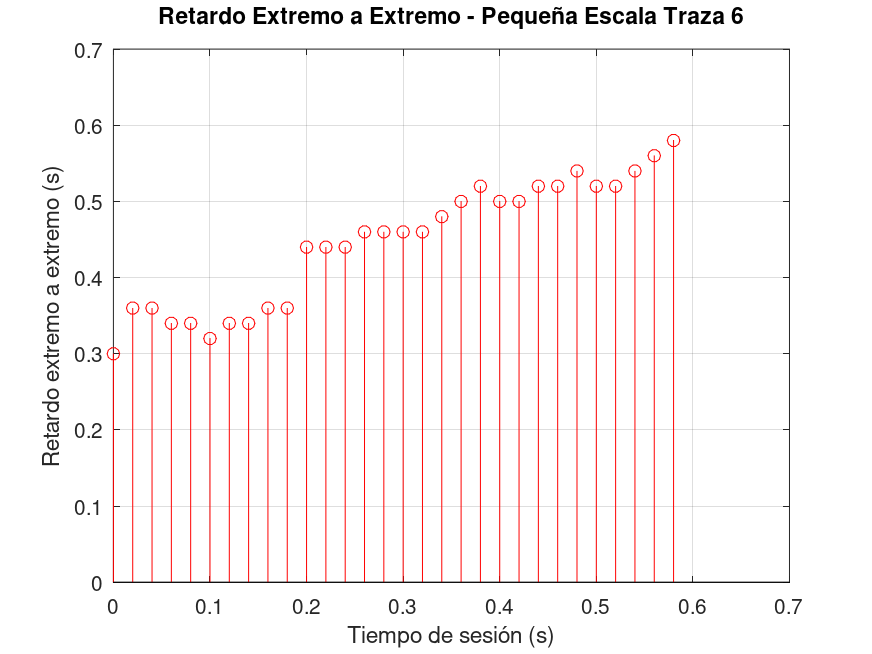 Retardo Extremo a Extremo - Pequeña Escala Traza 6
0.7
0.6
0.5
0.4
0.3
0.2
0.1
0
Retardo extremo a extremo (s)
0 0.1 0.2 0.3 0.4 0.5 0.6 0.7
Tiempo de sesión (s)